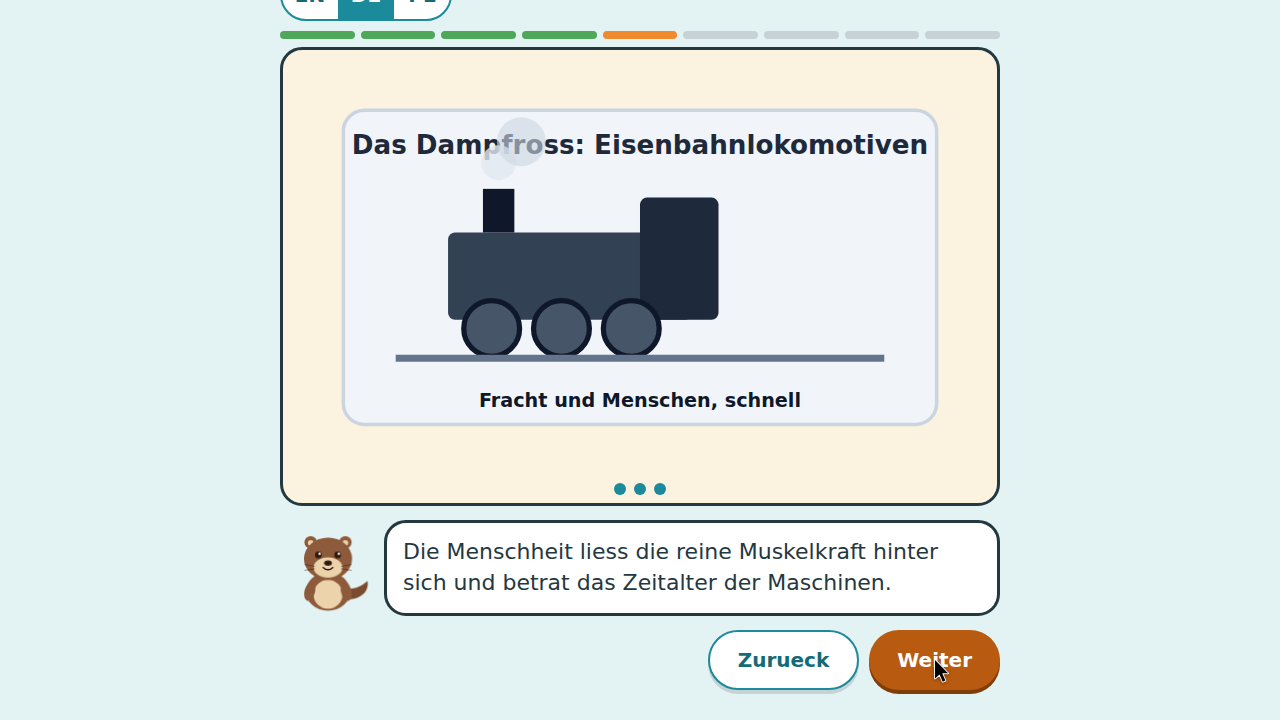 Das Dampfross: Eisenbahnlokomotiven
Fracht und Menschen, schnell
Die Menschheit liess die reine Muskelkraft hinter
sich und betrat das Zeitalter der Maschinen.
Zurueck
Weiter